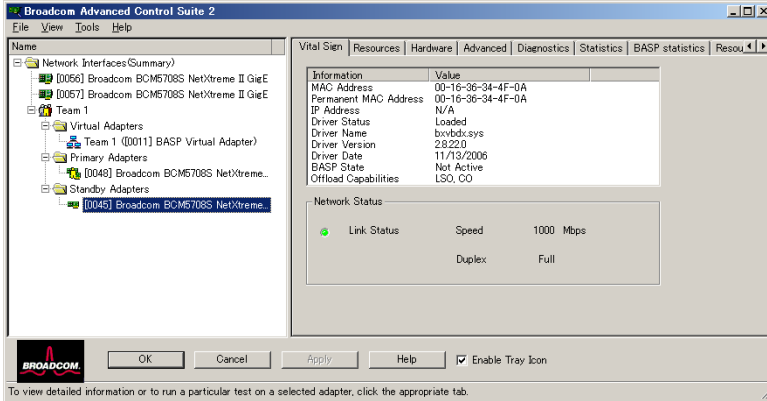 Broadcom Advanced Control Suite 2
File View Tools Help
Name
Network Interfaces(Summary)
[0056] Broadcom BCM5708S NetXtreme II GigE
[0057] Broadcom BCM5708S NetXtreme II GigE
Team 1
Virtual Adapters
Team 1 ([0011] BASP Virtual Adapter)
Primary Adapters
[0048] Broadcom BCM5708S NetXtreme...
Standby Adapters
[0045] Broadcom BCM5708S NetXtreme...
Vital Sign Resources Hardware Advanced Diagnostics Statistics BASP statistics Resou
Information Value
MAC Address 00-16-36-34-4F-0A
Permanent MAC Address 00-16-36-34-4F-0A
IP Address N/A
Driver Status Loaded
Driver Name bxvbdx.sys
Driver Version 2.8.22.0
Driver Date 11/13/2006
BASP State Not Active
Offload Capabilities LSO, CO
Network Status
Link Status Speed 1000 Mbps
Duplex Full
BROADCOM.
OK Cancel Apply Help Enable Tray Icon
To view detailed information or to run a particular test on a selected adapter, click the appropriate tab.